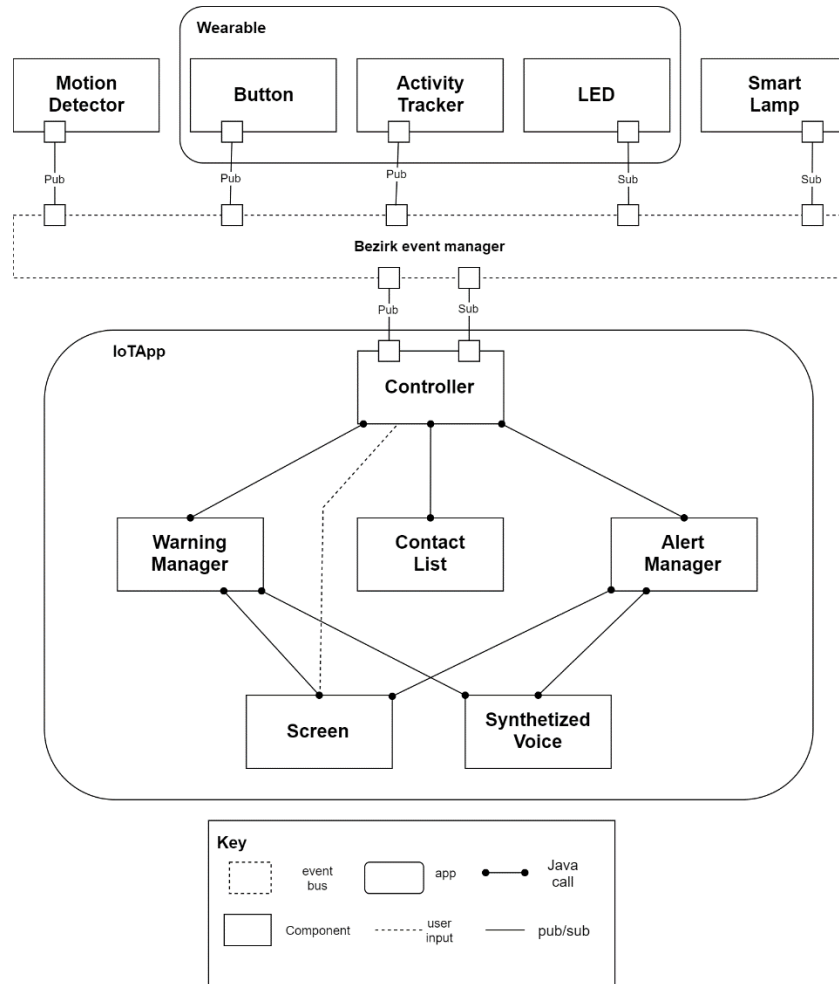 Wearable
Motion
Detector
Button
Activity
Tracker
LED
Smart
Lamp
Pub
Pub
Pub
Sub
Sub
Bezirk event manager
Pub
Sub
IoTApp
Controller
Warning
Manager
Contact
List
Alert
Manager
Screen
Synthetized
Voice
Key
event
bus
app
Java
call
Component
user
input
pub/sub